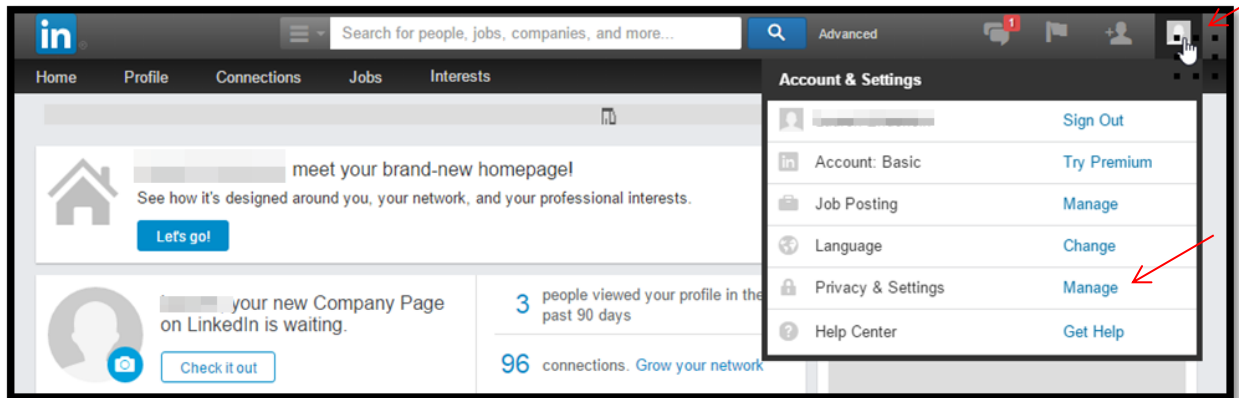 in
Search for people, jobs, companies, and more...
Advanced
1
Home Profile Connections Jobs Interests
Account & Settings
Sign Out
Account: Basic Try Premium
Job Posting Manage
Language Change
Privacy & Settings Manage
Help Center Get Help
meet your brand-new homepage!
See how it's designed around you, your network, and your professional interests.
Let's go!
your new Company Page
on LinkedIn is waiting.
Check it out
3 people viewed your profile in the
past 90 days
96 connections. Grow your network